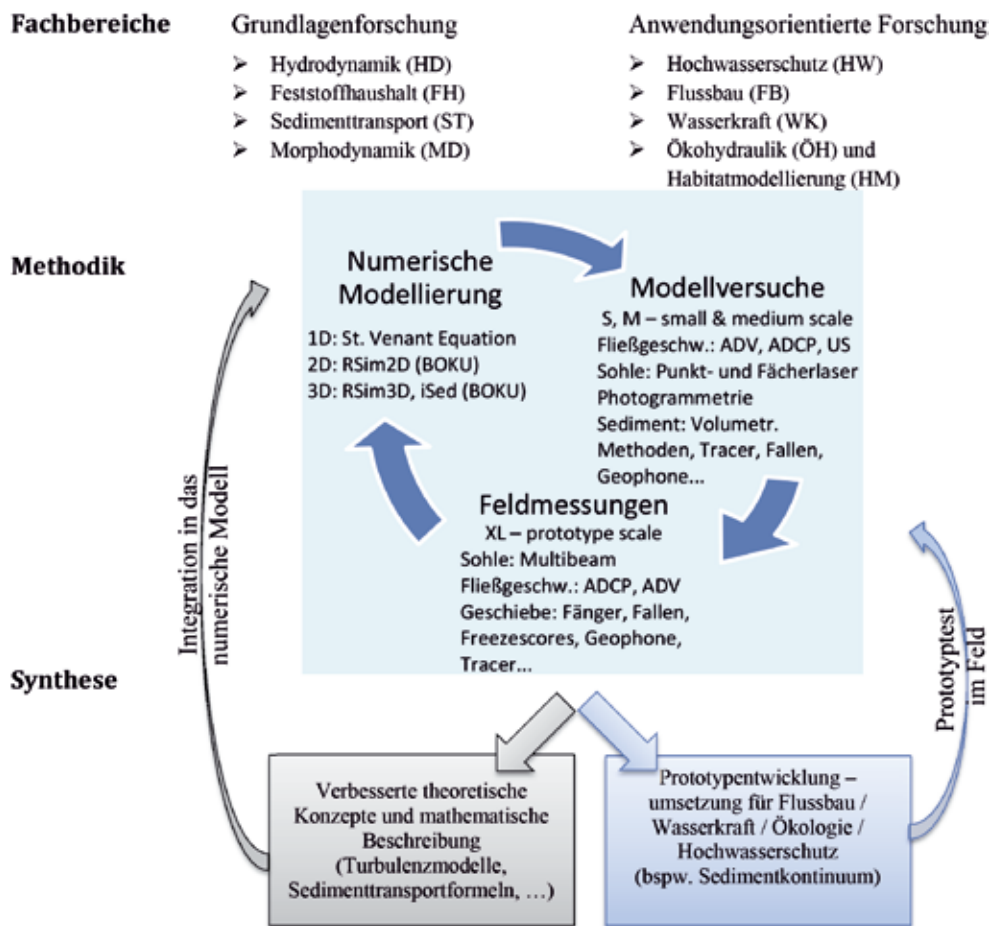 Fachbereiche
Grundlagenforschung
➤ Hydrodynamik (HD)
➤ Feststoffhaushalt (FH)
➤ Sedimenttransport (ST)
➤ Morphodynamik (MD)
Anwendungsorientierte Forschung
➤ Hochwasserschutz (HW)
➤ Flussbau (FB)
➤ Wasserkraft (WK)
➤ Ökohydraulik (ÖH) und
Habitatmodellierung (HM)
Methodik
Numerische
Modellierung
1D: St. Venant Equation
2D: RSim2D (BOKU)
3D: RSim3D, iSed (BOKU)
Modellversuche
S, M – small & medium scale
Fließgeschw.: ADV, ADCP, US
Sohle: Punkt- und Fächerlaser
Photogrammetrie
Sediment: Volumetr.
Methoden, Tracer, Fallen,
Geophone...
Feldmessungen
XL – prototype scale
Sohle: Multibeam
Fließgeschw.: ADCP, ADV
Geschiebe: Fänger, Fallen,
Freezescores, Geophone,
Tracer...
Integration in das
numerische Modell
Prototyptest
im Feld
Synthese
Verbesserte theoretische
Konzepte und mathematische
Beschreibung
(Turbulenzmodelle,
Sedimenttransportformeln, …)
Prototypentwicklung –
umsetzung für Flussbau /
Wasserkraft / Ökologie /
Hochwasserschutz
(bspw. Sedimentkontinuum)